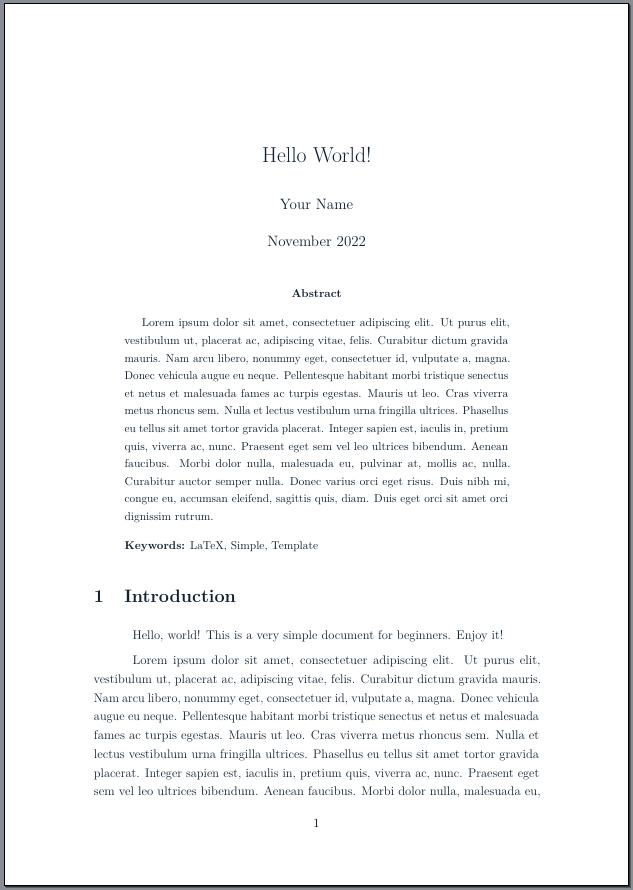 Hello World!
Your Name
November 2022
Abstract
Lorem ipsum dolor sit amet, consectetuer adipiscing elit. Ut purus elit,
vestibulum ut, placerat ac, adipiscing vitae, felis. Curabitur dictum gravida
mauris. Nam arcu libero, nonummy eget, consectetuer id, vulputate a, magna.
Donec vehicula augue eu neque. Pellentesque habitant morbi tristique senectus
et netus et malesuada fames ac turpis egestas. Mauris ut leo. Cras viverra
metus rhoncus sem. Nulla et lectus vestibulum urna fringilla ultrices. Phasellus
eu tellus sit amet tortor gravida placerat. Integer sapien est, iaculis in, pretium
quis, viverra ac, nunc. Praesent eget sem vel leo ultrices bibendum. Aenean
faucibus. Morbi dolor nulla, malesuada eu, pulvinar at, mollis ac, nulla.
Curabitur auctor semper nulla. Donec varius orci eget risus. Duis nibh mi,
congue eu, accumsan eleifend, sagittis quis, diam. Duis eget orci sit amet orci
dignissim rutrum.
Keywords: LaTeX, Simple, Template
1 Introduction
Hello, world! This is a very simple document for beginners. Enjoy it!
Lorem ipsum dolor sit amet, consectetuer adipiscing elit. Ut purus elit,
vestibulum ut, placerat ac, adipiscing vitae, felis. Curabitur dictum gravida mauris.
Nam arcu libero, nonummy eget, consectetuer id, vulputate a, magna. Donec vehicula
augue eu neque. Pellentesque habitant morbi tristique senectus et netus et malesuada
fames ac turpis egestas. Mauris ut leo. Cras viverra metus rhoncus sem. Nulla et
lectus vestibulum urna fringilla ultrices. Phasellus eu tellus sit amet tortor gravida
placerat. Integer sapien est, iaculis in, pretium quis, viverra ac, nunc. Praesent eget
sem vel leo ultrices bibendum. Aenean faucibus. Morbi dolor nulla, malesuada eu,
1